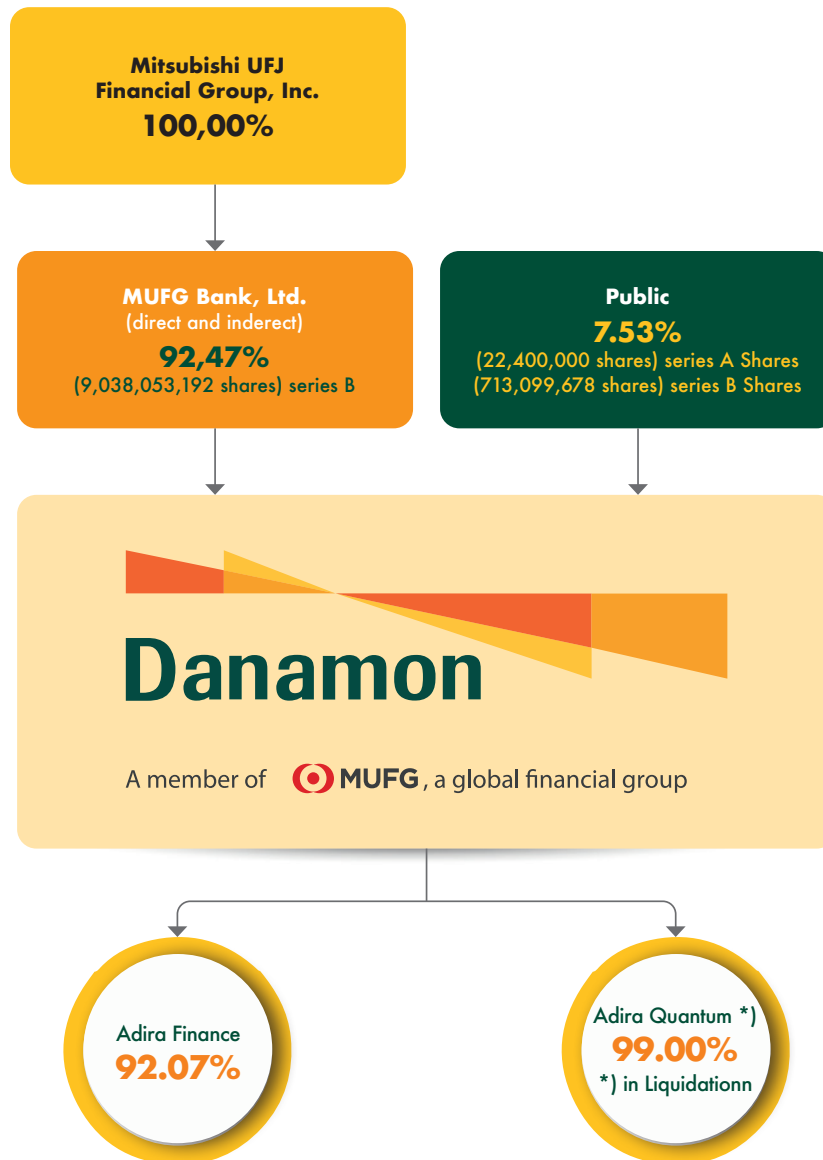 Mitsubishi UFJ
Financial Group, Inc.
100,00%
MUFG Bank, Ltd.
(direct and inderect)
92,47%
(9,038,053,192 shares) series B
Public
7.53%
(22,400,000 shares) series A Shares
(713,099,678 shares) series B Shares
Danamon
A member of MUFG, a global financial group
Adira Finance
92.07%
Adira Quantum *)
99.00%
*) in Liquidationn